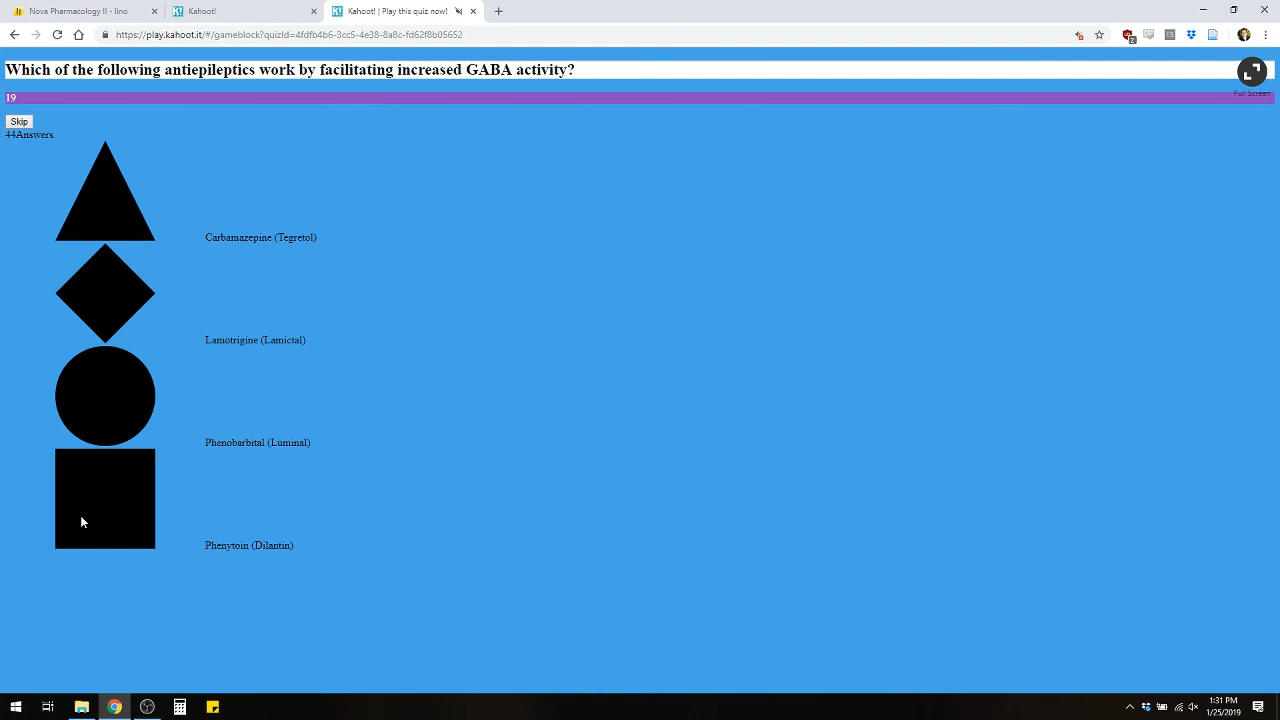 Nova Pharmacology II - lino
Kahoot!
Kahoot! | Play this quiz now!
https://play.kahoot.it/#/gameblock?quizId=4fdfb4b6-3cc5-4e38-8a8c-fd62f8b05652
Which of the following antiepileptics work by facilitating increased GABA activity?
Full Screen
19
Skip
44Answers
Carbamazepine (Tegretol)
Lamotrigine (Lamictal)
Phenobarbital (Luminal)
Phenytoin (Dilantin)
1:31 PM
1/25/2019